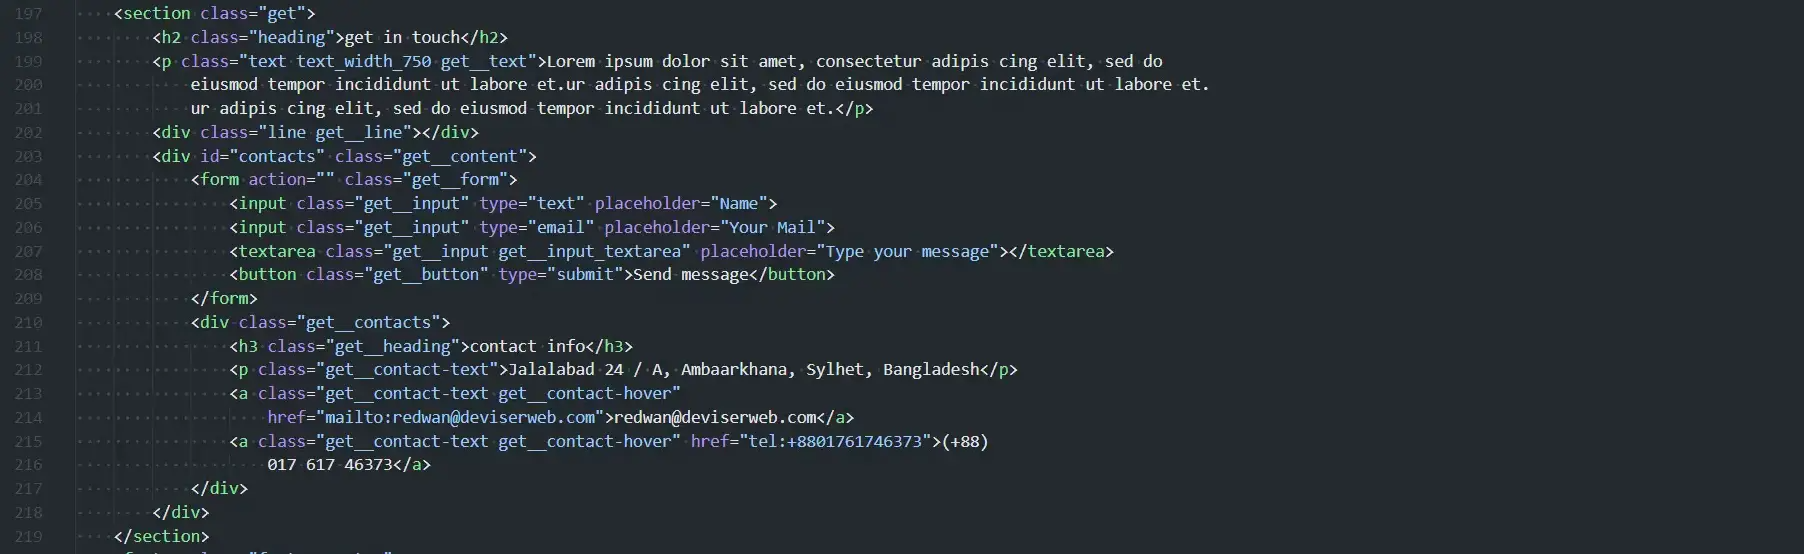 197 <section class="get">
198 <h2 class="heading">get in touch</h2>
199 <p class="text text_width_750 get__text">Lorem ipsum dolor sit amet, consectetur adipis cing elit, sed do
200 eiusmod tempor incididunt ut labore et.ur adipis cing elit, sed do eiusmod tempor incididunt ut labore et.
201 ur adipis cing elit, sed do eiusmod tempor incididunt ut labore et.</p>
202 <div class="line get__line"></div>
203 <div id="contacts" class="get__content">
204 <form action="" class="get__form">
205 <input class="get__input" type="text" placeholder="Name">
206 <input class="get__input" type="email" placeholder="Your Mail">
207 <textarea class="get__input get__input_textarea" placeholder="Type your message"></textarea>
208 <button class="get__button" type="submit">Send message</button>
209 </form>
210 <div class="get__contacts">
211 <h3 class="get__heading">contact info</h3>
212 <p class="get__contact-text">Jalalabad 24 / A, Ambaarkhana, Sylhet, Bangladesh</p>
213 <a class="get__contact-text get__contact-hover"
214 href="mailto:redwan@deviserweb.com">redwan@deviserweb.com</a>
215 <a class="get__contact-text get__contact-hover" href="tel:+8801761746373">(+88)
216 017 617 46373</a>
217 </div>
218 </div>
219 </section>